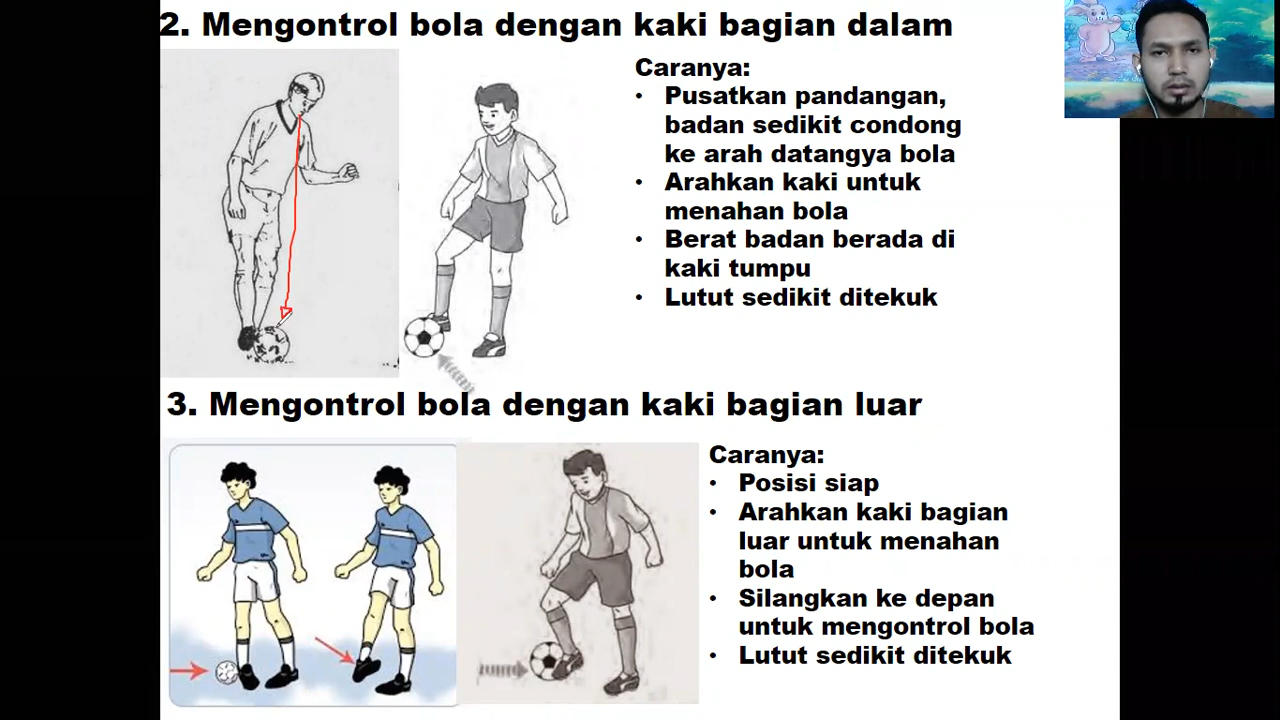 2. Mengontrol bola dengan kaki bagian dalam
Caranya:
• Pusatkan pandangan,
badan sedikit condong
ke arah datangya bola
• Arahkan kaki untuk
menahan bola
• Berat badan berada di
kaki tumpu
• Lutut sedikit ditekuk
3. Mengontrol bola dengan kaki bagian luar
Caranya:
• Posisi siap
• Arahkan kaki bagian
luar untuk menahan
bola
• Silangkan ke depan
untuk mengontrol bola
• Lutut sedikit ditekuk